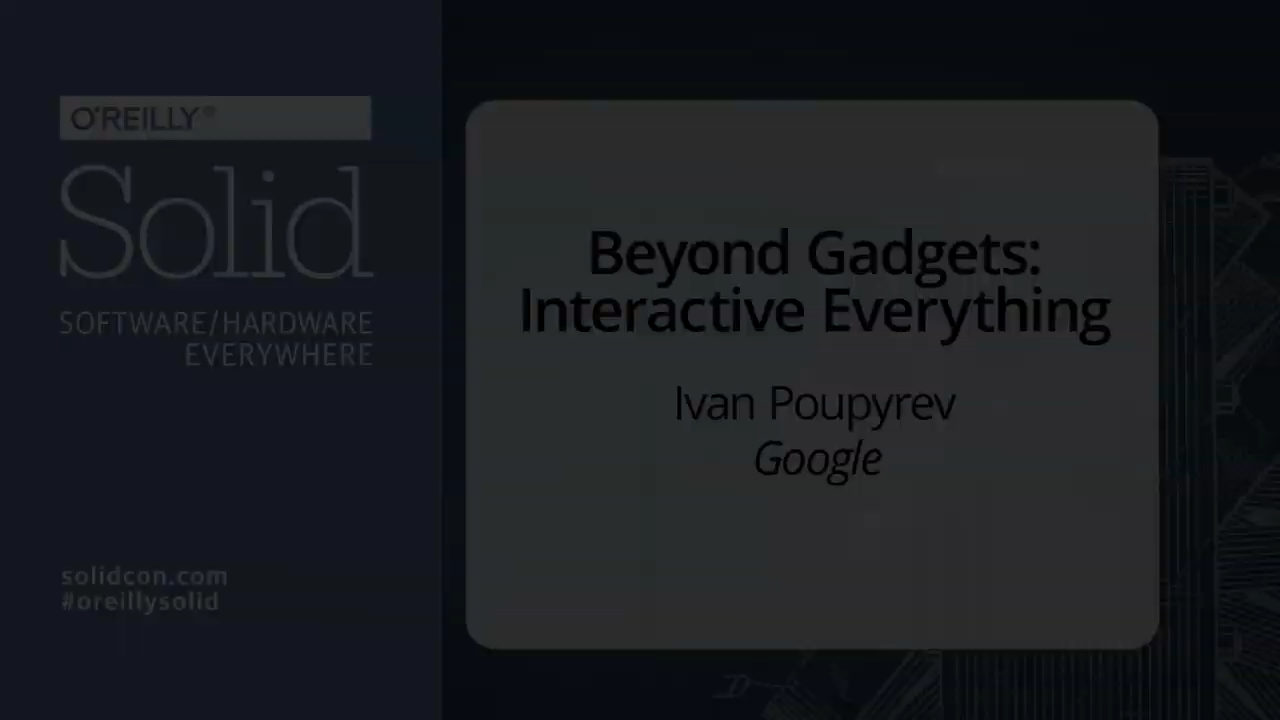 O'REILLY®
Solid
SOFTWARE/HARDWARE
EVERYWHERE
solidcon.com
#oreillysolid
Beyond Gadgets:
Interactive Everything
Ivan Poupyrev
Google